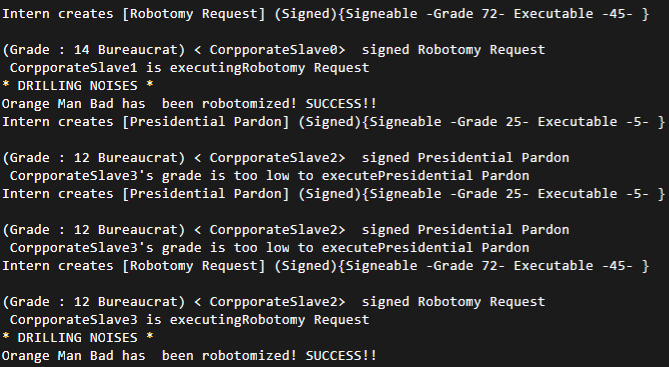 Intern creates [Robotomy Request] (Signed){Signeable -Grade 72- Executable -45- }
(Grade : 14 Bureaucrat) < CorpporateSlave0>  signed Robotomy Request
 CorpporateSlave1 is executingRobotomy Request
* DRILLING NOISES *
Orange Man Bad has  been robotomized! SUCCESS!!
Intern creates [Presidential Pardon] (Signed){Signeable -Grade 25- Executable -5- }
(Grade : 12 Bureaucrat) < CorpporateSlave2>  signed Presidential Pardon
 CorpporateSlave3's grade is too low to executePresidential Pardon
Intern creates [Presidential Pardon] (Signed){Signeable -Grade 25- Executable -5- }
(Grade : 12 Bureaucrat) < CorpporateSlave2>  signed Presidential Pardon
 CorpporateSlave3's grade is too low to executePresidential Pardon
Intern creates [Robotomy Request] (Signed){Signeable -Grade 72- Executable -45- }
(Grade : 12 Bureaucrat) < CorpporateSlave2>  signed Robotomy Request
 CorpporateSlave3 is executingRobotomy Request
* DRILLING NOISES *
Orange Man Bad has  been robotomized! SUCCESS!!